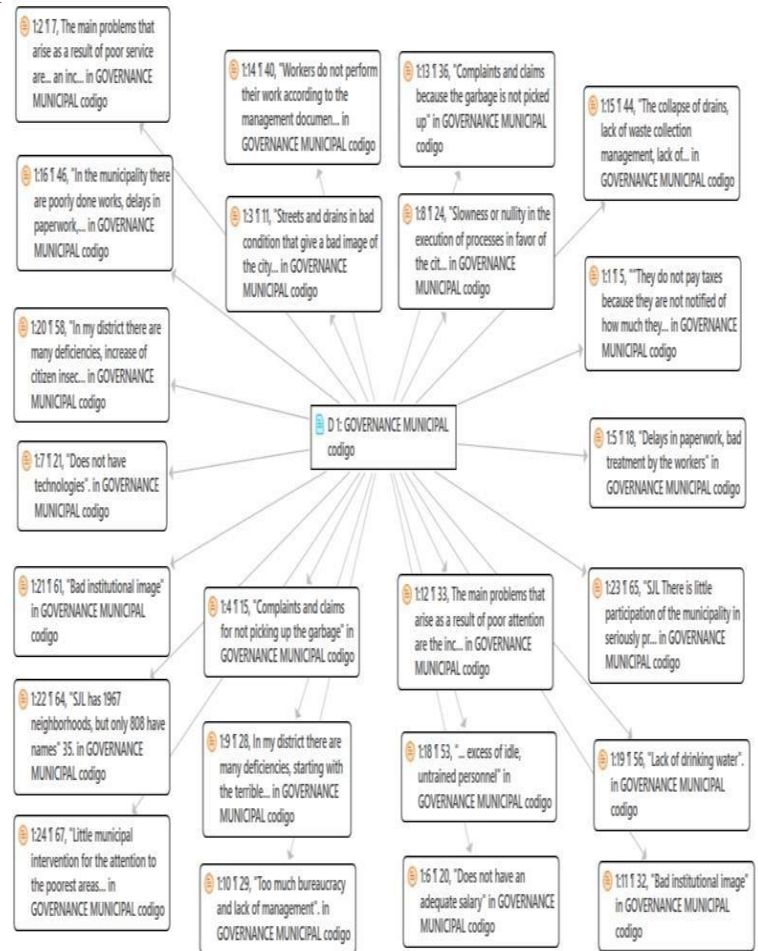 1:2 ¶ 7, The main problems that
arise as a result of poor service
are... an inc... in GOVERNANCE
MUNICIPAL codigo
1:14 ¶ 40, "Workers do not perform
their work according to the
management documen... in
GOVERNANCE MUNICIPAL
codigo
1:13 ¶ 36, "Complaints and claims
because the garbage is not picked
up" in GOVERNANCE MUNICIPAL
codigo
1:15 ¶ 44, "The collapse of drains,
lack of waste collection
management, lack of... in
GOVERNANCE MUNICIPAL
codigo
1:16 ¶ 46, "In the municipality there
are poorly done works, delays in
paperwork,... in GOVERNANCE
MUNICIPAL codigo
1:3 ¶ 11, "Streets and drains in bad
condition that give a bad image of
the city... in GOVERNANCE
MUNICIPAL codigo
1:8 ¶ 24, "Slowness or nullity in the
execution of processes in favor of
the cit... in GOVERNANCE
MUNICIPAL codigo
1:1 ¶ 5, ""They do not pay taxes
because they are not notified of
how much they... in GOVERNANCE
MUNICIPAL codigo
1:20 ¶ 58, "In my district there are
many deficiencies, increase of
citizen insec... in GOVERNANCE
MUNICIPAL codigo
D 1: GOVERNANCE MUNICIPAL
codigo
1:5 ¶ 18, "Delays in paperwork, bad
treatment by the workers" in
GOVERNANCE MUNICIPAL codigo
1:7 ¶ 21, "Does not have
technologies". in GOVERNANCE
MUNICIPAL codigo
1:21 ¶ 61, "Bad institutional image"
in GOVERNANCE MUNICIPAL
codigo
1:4 ¶ 15, "Complaints and claims
for not picking up the garbage" in
GOVERNANCE MUNICIPAL codigo
1:12 ¶ 33, The main problems that
arise as a result of poor attention
are the inc... in GOVERNANCE
MUNICIPAL codigo
1:23 ¶ 65, "SJL There is little
participation of the municipality in
seriously pr... in GOVERNANCE
MUNICIPAL codigo
1:22 ¶ 64, "SJL has 1967
neighborhoods, but only 808 have
names" 35. in GOVERNANCE
MUNICIPAL codigo
1:9 ¶ 28, In my district there are
many deficiencies, starting with
the terrible... in GOVERNANCE
MUNICIPAL codigo
1:18 ¶ 53, "... excess of idle,
untrained personnel" in
GOVERNANCE MUNICIPAL codigo
1:19 ¶ 56, "Lack of drinking water".
in GOVERNANCE MUNICIPAL
codigo
1:24 ¶ 67, "Little municipal
intervention for the attention to
the poorest areas... in
GOVERNANCE MUNICIPAL codigo
1:10 ¶ 29, "Too much bureaucracy
and lack of management". in
GOVERNANCE MUNICIPAL codigo
1:6 ¶ 20, "Does not have an
adequate salary" in GOVERNANCE
MUNICIPAL codigo
1:11 ¶ 32, "Bad institutional image"
in GOVERNANCE MUNICIPAL
codigo